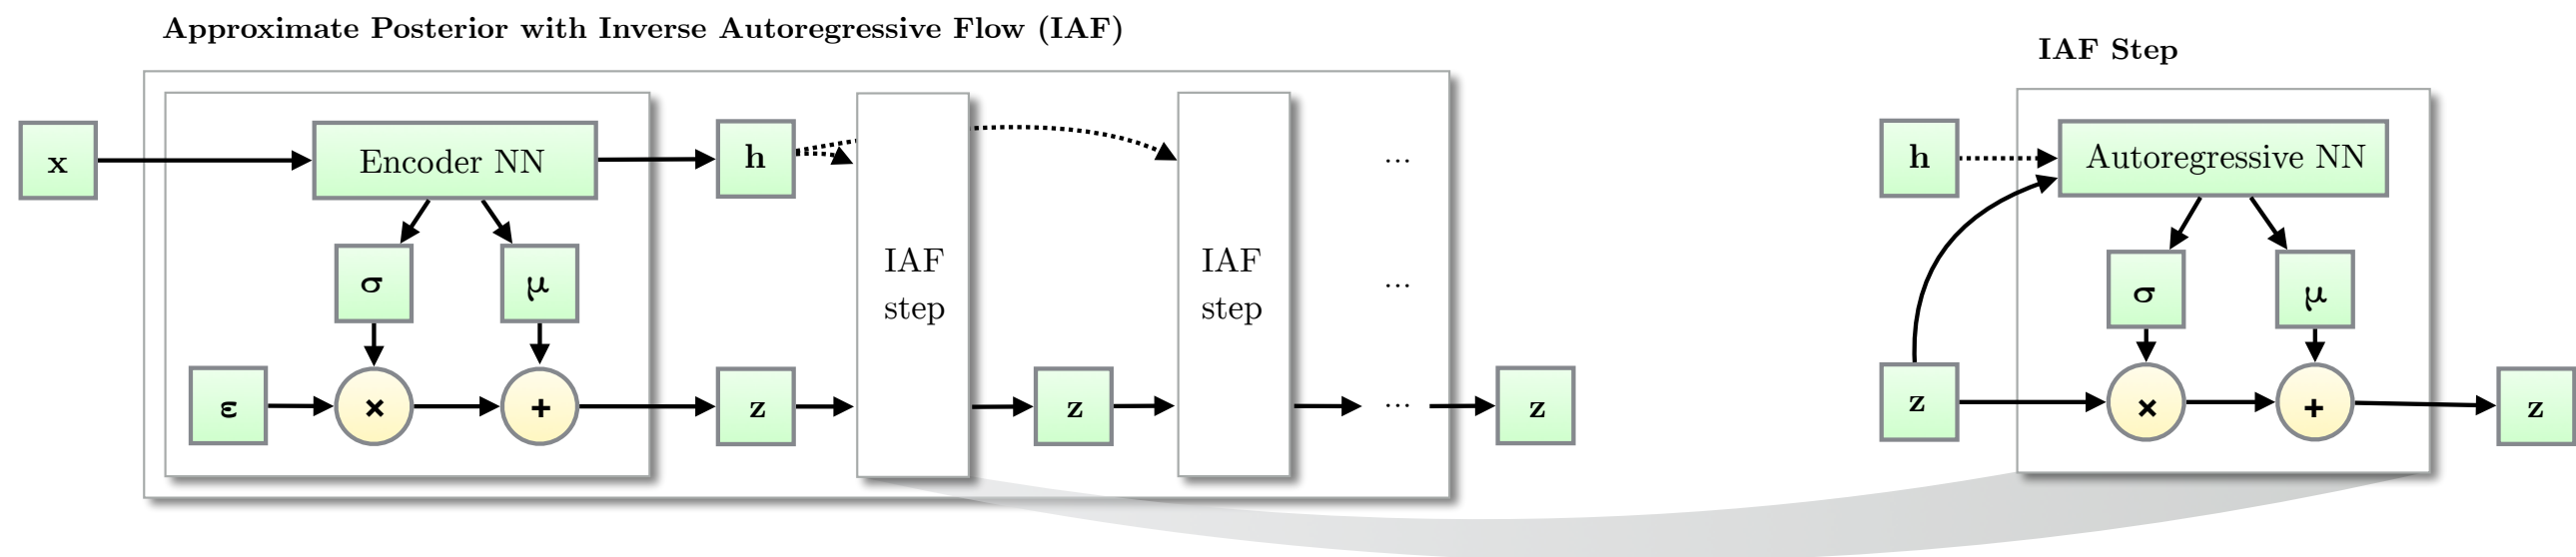 Approximate Posterior with Inverse Autoregressive Flow (IAF)
x
Encoder NN
σ
μ
ε
×
+
h
z
IAF
step
z
IAF
step
...
...
...
z
IAF Step
h
Autoregressive NN
σ
μ
z
×
+
z